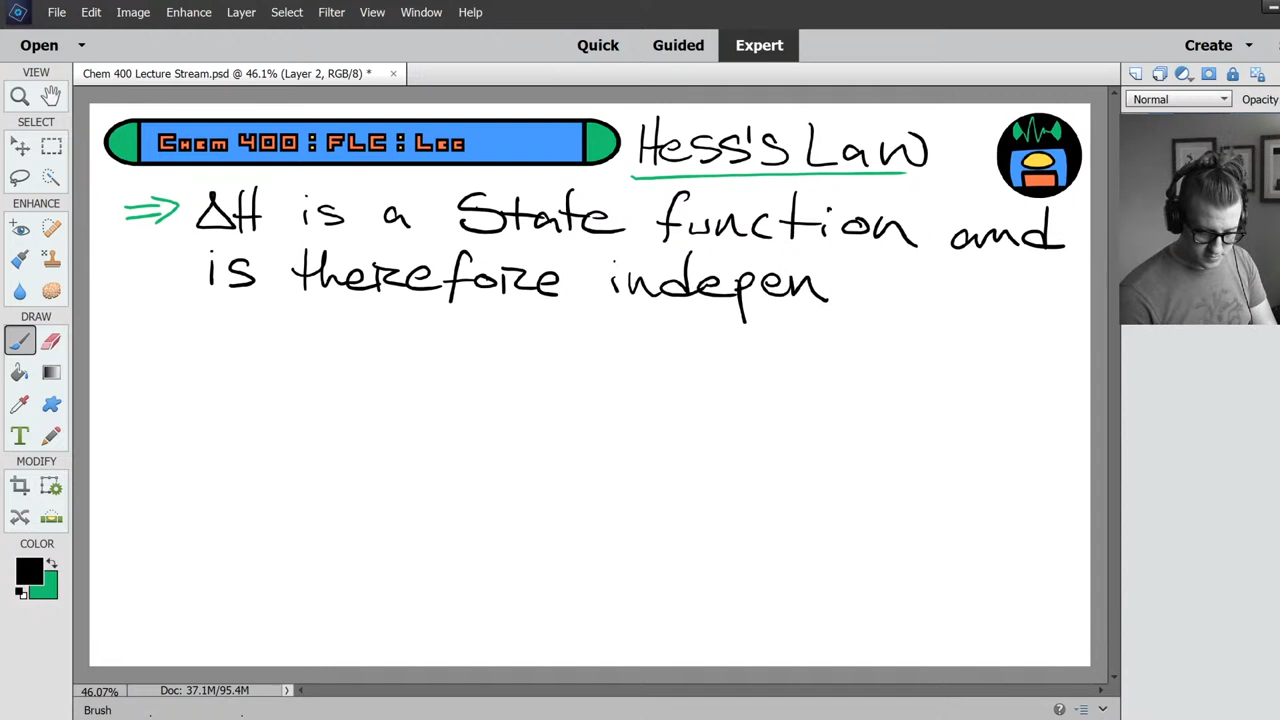 File Edit Image Enhance Layer Select Filter View Window Help
Open Quick Guided Expert Create
Chem 400 Lecture Stream.psd @ 46.1% (Layer 2, RGB/8) * ×
VIEW
SELECT
ENHANCE
DRAW
T
MODIFY
COLOR
Normal Opacity
Chem 400 : FLC : Lec Hess's Law
⇒ ΔH is a State function and
is therefore indepen
46.07% Doc: 37.1M/95.4M
Brush